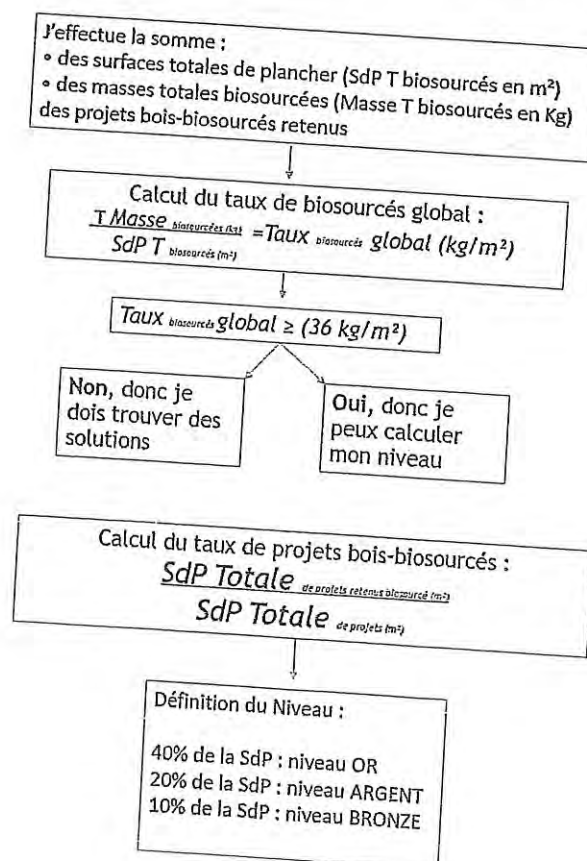 J'effectue la somme :
∘ des surfaces totales de plancher (SdP T biosourcés en m²)
∘ des masses totales biosourcées (Masse T biosourcés en Kg)
des projets bois-biosourcés retenus
Calcul du taux de biosourcés global :
T Masse biosourcées (kg) =Taux biosourcés global (kg/m²)
SdP T biosourcés (m²)
Taux biosourcés global ≥ (36 kg/m²)
Non, donc je
dois trouver des
solutions
Oui, donc je
peux calculer
mon niveau
Calcul du taux de projets bois-biosourcés :
SdP Totale de projets retenus biosourcé (m²)
SdP Totale de projets (m²)
Définition du Niveau :
40% de la SdP : niveau OR
20% de la SdP : niveau ARGENT
10% de la SdP : niveau BRONZE